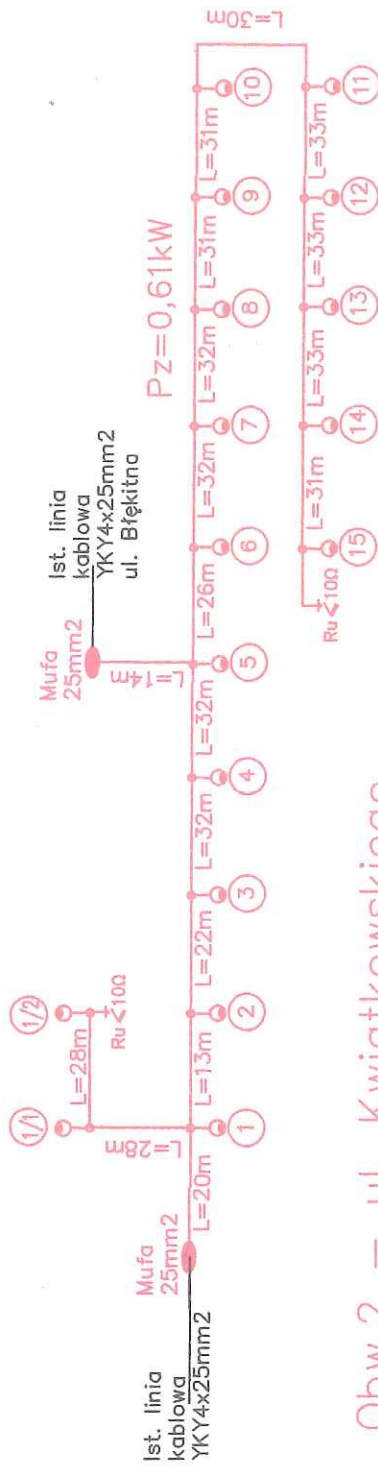 Ist. linia
kablowa
YKY4x25mm2
Mufa
25mm2
L=20m
1/1
1/2
L=28m
L=28m
Ru<10Ω
1
L=13m
2
L=22m
3
L=32m
4
L=32m
5
L=14m
Mufa
25mm2
Ist. linia
kablowa
YKY4x25mm2
ul. Błękitna
L=26m
6
L=32m
7
L=32m
8
L=31m
9
L=31m
10
Pz=0,61kW
L=30m
11
L=33m
12
L=33m
13
L=33m
14
L=31m
15
Ru<10Ω
Obw.2 – ul. Kwiatkowskiego